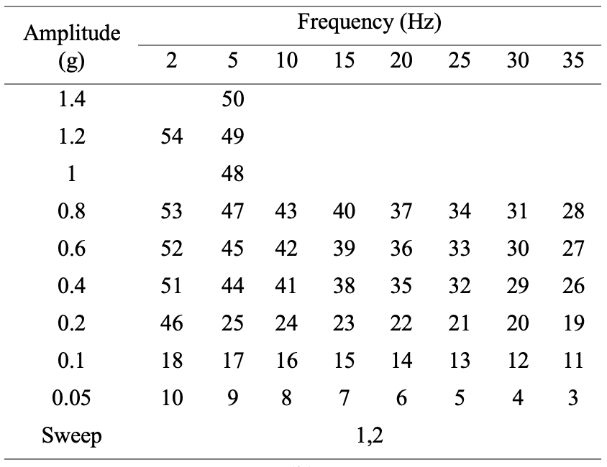 Amplitude (g) Frequency (Hz)
2 5 10 15 20 25 30 35
1.4 50
1.2 54 49
1 48
0.8 53 47 43 40 37 34 31 28
0.6 52 45 42 39 36 33 30 27
0.4 51 44 41 38 35 32 29 26
0.2 46 25 24 23 22 21 20 19
0.1 18 17 16 15 14 13 12 11
0.05 10 9 8 7 6 5 4 3
Sweep 1,2